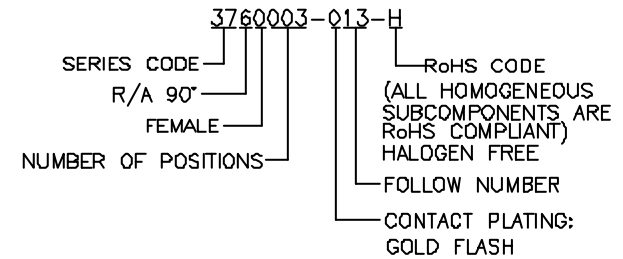 3760003-013-H
SERIES CODE
R/A 90°
FEMALE
NUMBER OF POSITIONS
RoHS CODE
(ALL HOMOGENEOUS
SUBCOMPONENTS ARE
RoHS COMPLIANT)
HALOGEN FREE
FOLLOW NUMBER
CONTACT PLATING:
GOLD FLASH